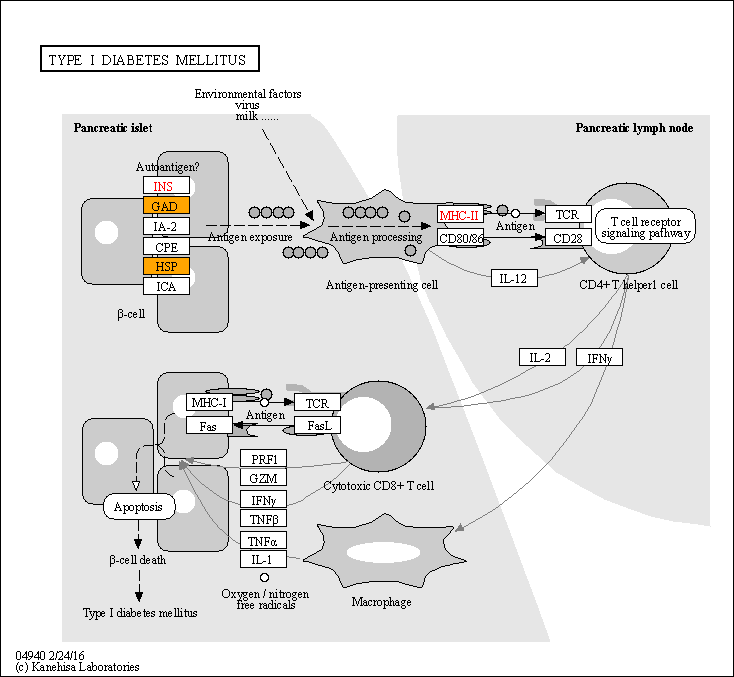 TYPE I DIABETES MELLITUS
Environmental factors
virus
milk ......
Pancreatic islet
Pancreatic lymph node
Autoantigen?
INS
GAD
IA-2
CPE
HSP
ICA
β-cell
Antigen exposure
Antigen processing
Antigen-presenting cell
MHC-II
CD80/86
Antigen
TCR
CD28
T cell receptor
signaling pathway
IL-12
CD4+ T helper1 cell
IL-2
IFNγ
MHC-I
Fas
Antigen
TCR
FasL
PRF1
GZM
IFNγ
TNFβ
TNFα
IL-1
Cytotoxic CD8+ T cell
Apoptosis
β-cell death
Type I diabetes mellitus
Oxygen / nitrogen
free radicals
Macrophage
04940 2/24/16
(c) Kanehisa Laboratories